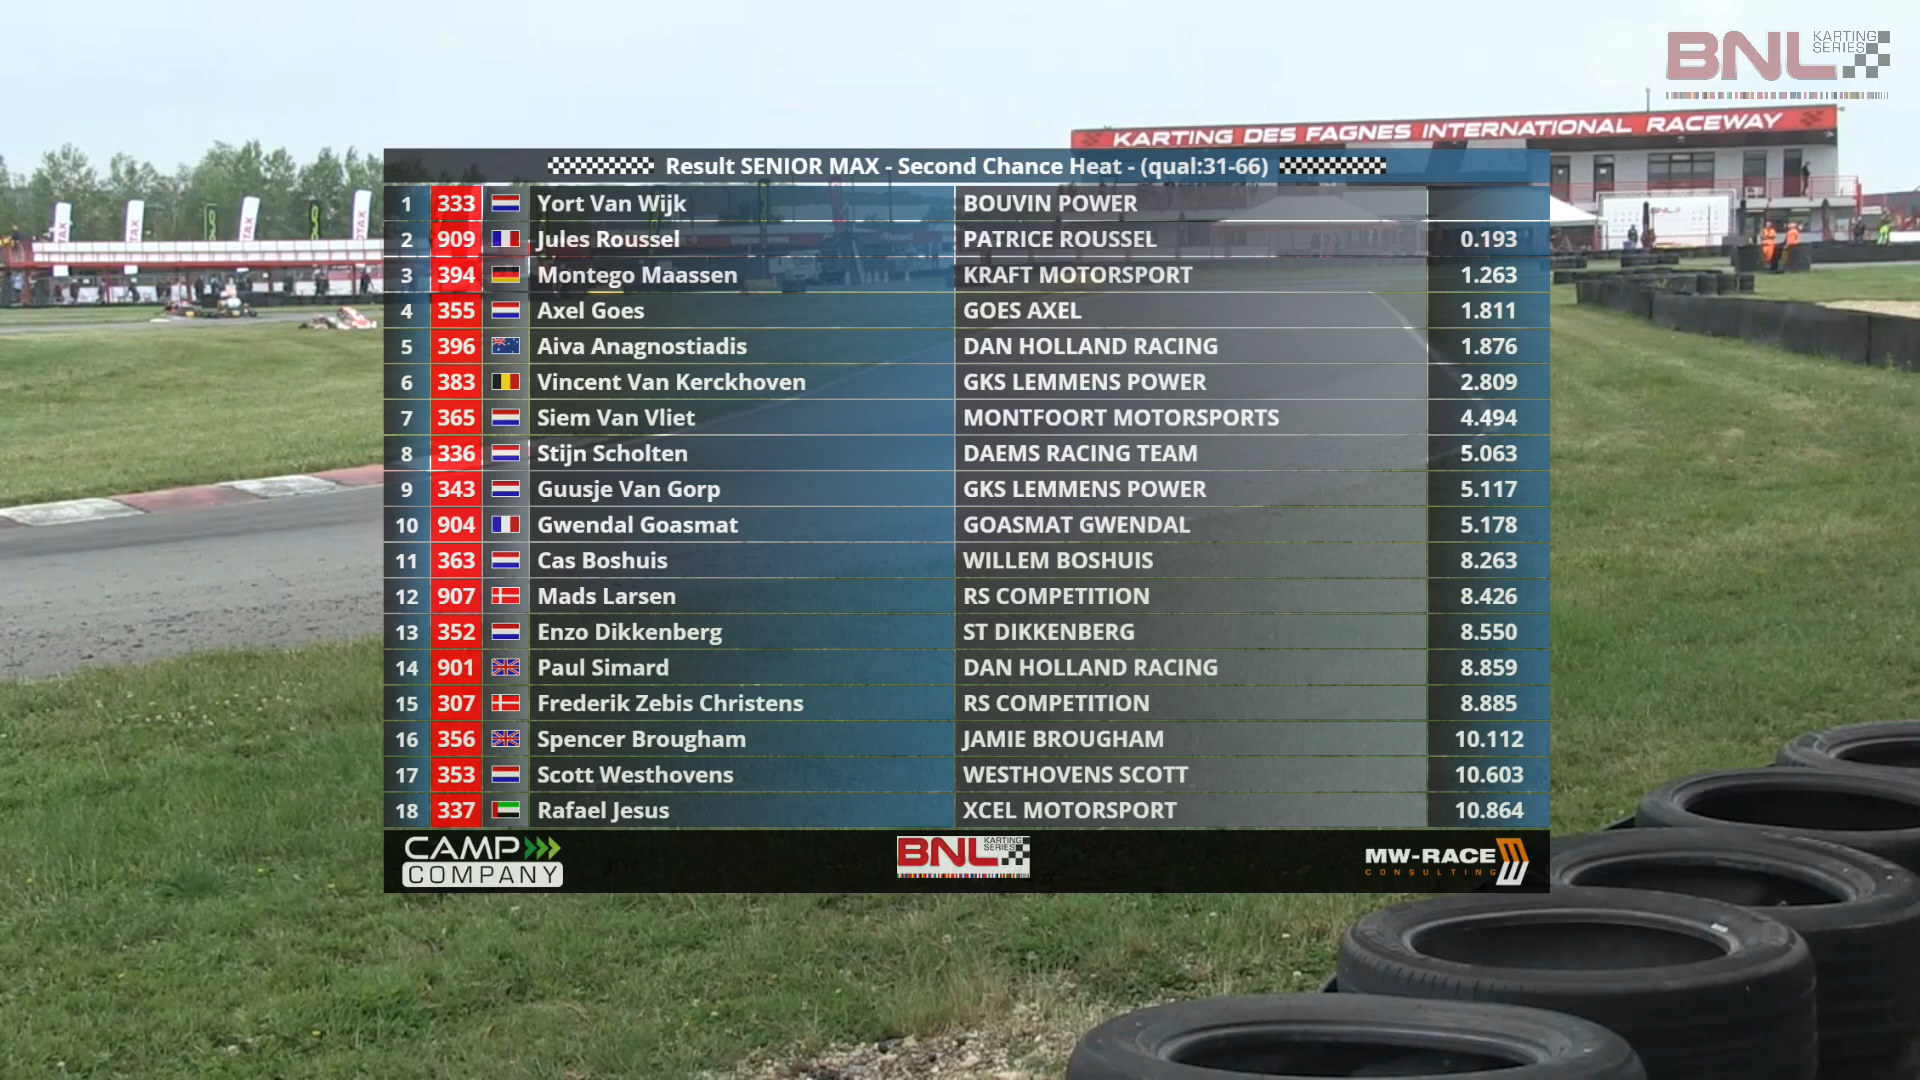 BNL KARTING SERIES
KARTING DES FAGNES INTERNATIONAL RACEWAY
Result SENIOR MAX - Second Chance Heat - (qual:31-66)
1 333 Yort Van Wijk BOUVIN POWER
2 909 Jules Roussel PATRICE ROUSSEL 0.193
3 394 Montego Maassen KRAFT MOTORSPORT 1.263
4 355 Axel Goes GOES AXEL 1.811
5 396 Aiva Anagnostiadis DAN HOLLAND RACING 1.876
6 383 Vincent Van Kerckhoven GKS LEMMENS POWER 2.809
7 365 Siem Van Vliet MONTFOORT MOTORSPORTS 4.494
8 336 Stijn Scholten DAEMS RACING TEAM 5.063
9 343 Guusje Van Gorp GKS LEMMENS POWER 5.117
10 904 Gwendal Goasmat GOASMAT GWENDAL 5.178
11 363 Cas Boshuis WILLEM BOSHUIS 8.263
12 907 Mads Larsen RS COMPETITION 8.426
13 352 Enzo Dikkenberg ST DIKKENBERG 8.550
14 901 Paul Simard DAN HOLLAND RACING 8.859
15 307 Frederik Zebis Christens RS COMPETITION 8.885
16 356 Spencer Brougham JAMIE BROUGHAM 10.112
17 353 Scott Westhovens WESTHOVENS SCOTT 10.603
18 337 Rafael Jesus XCEL MOTORSPORT 10.864
CAMP COMPANY
BNL KARTING SERIES
MW-RACE CONSULTING